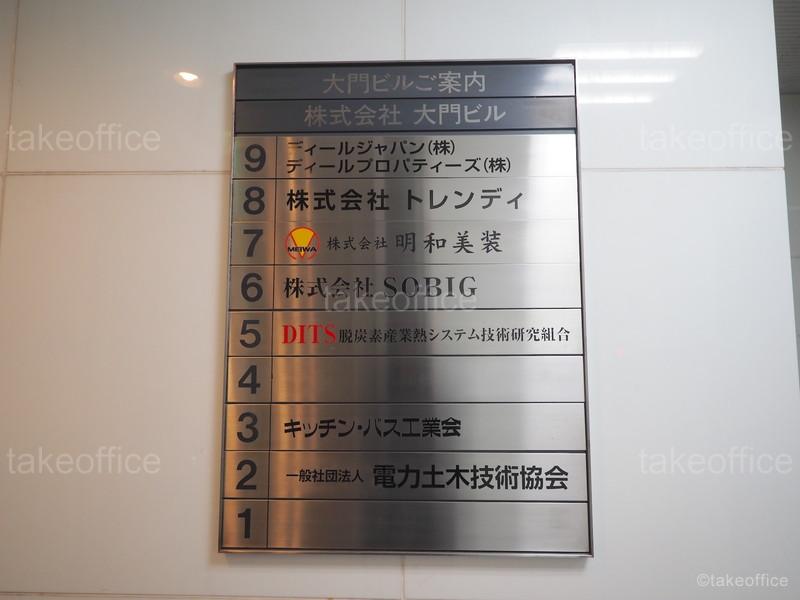 大門ビルご案内
株式会社 大門ビル
9 ディールジャパン(株)
ディールプロパティーズ(株)
8 株式会社 トレンディ
7 MEIWA 株式会社 明和美装
6 株式会社 SOBIG
5 DITS 脱炭素産業熱システム技術研究組合
4
3 キッチン・バス工業会
2 一般社団法人 電力土木技術協会
1
takeoffice
takeoffice
takeoffice
takeoffice
takeoffice
©takeoffice